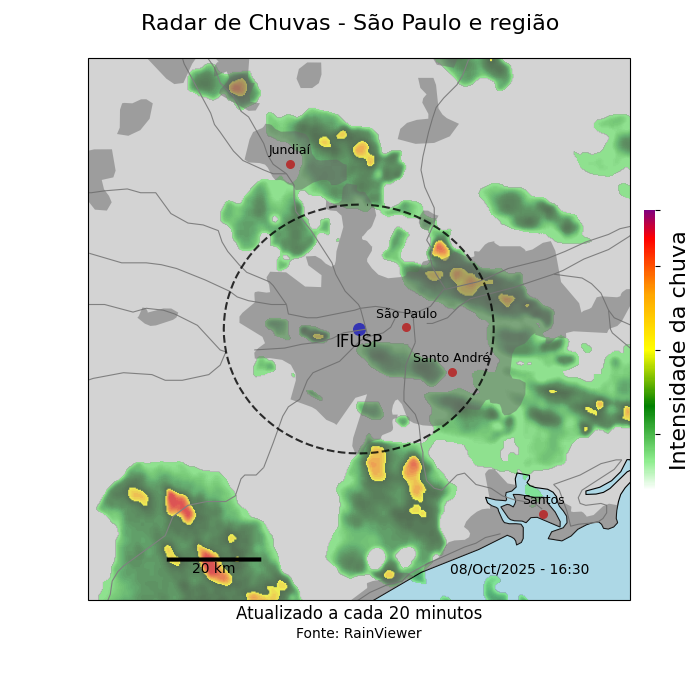 Radar de Chuvas - São Paulo e região
Jundiaí
São Paulo
IFUSP
Santo André
Santos
20 km
08/Oct/2025 - 16:30
Intensidade da chuva
Atualizado a cada 20 minutos
Fonte: RainViewer